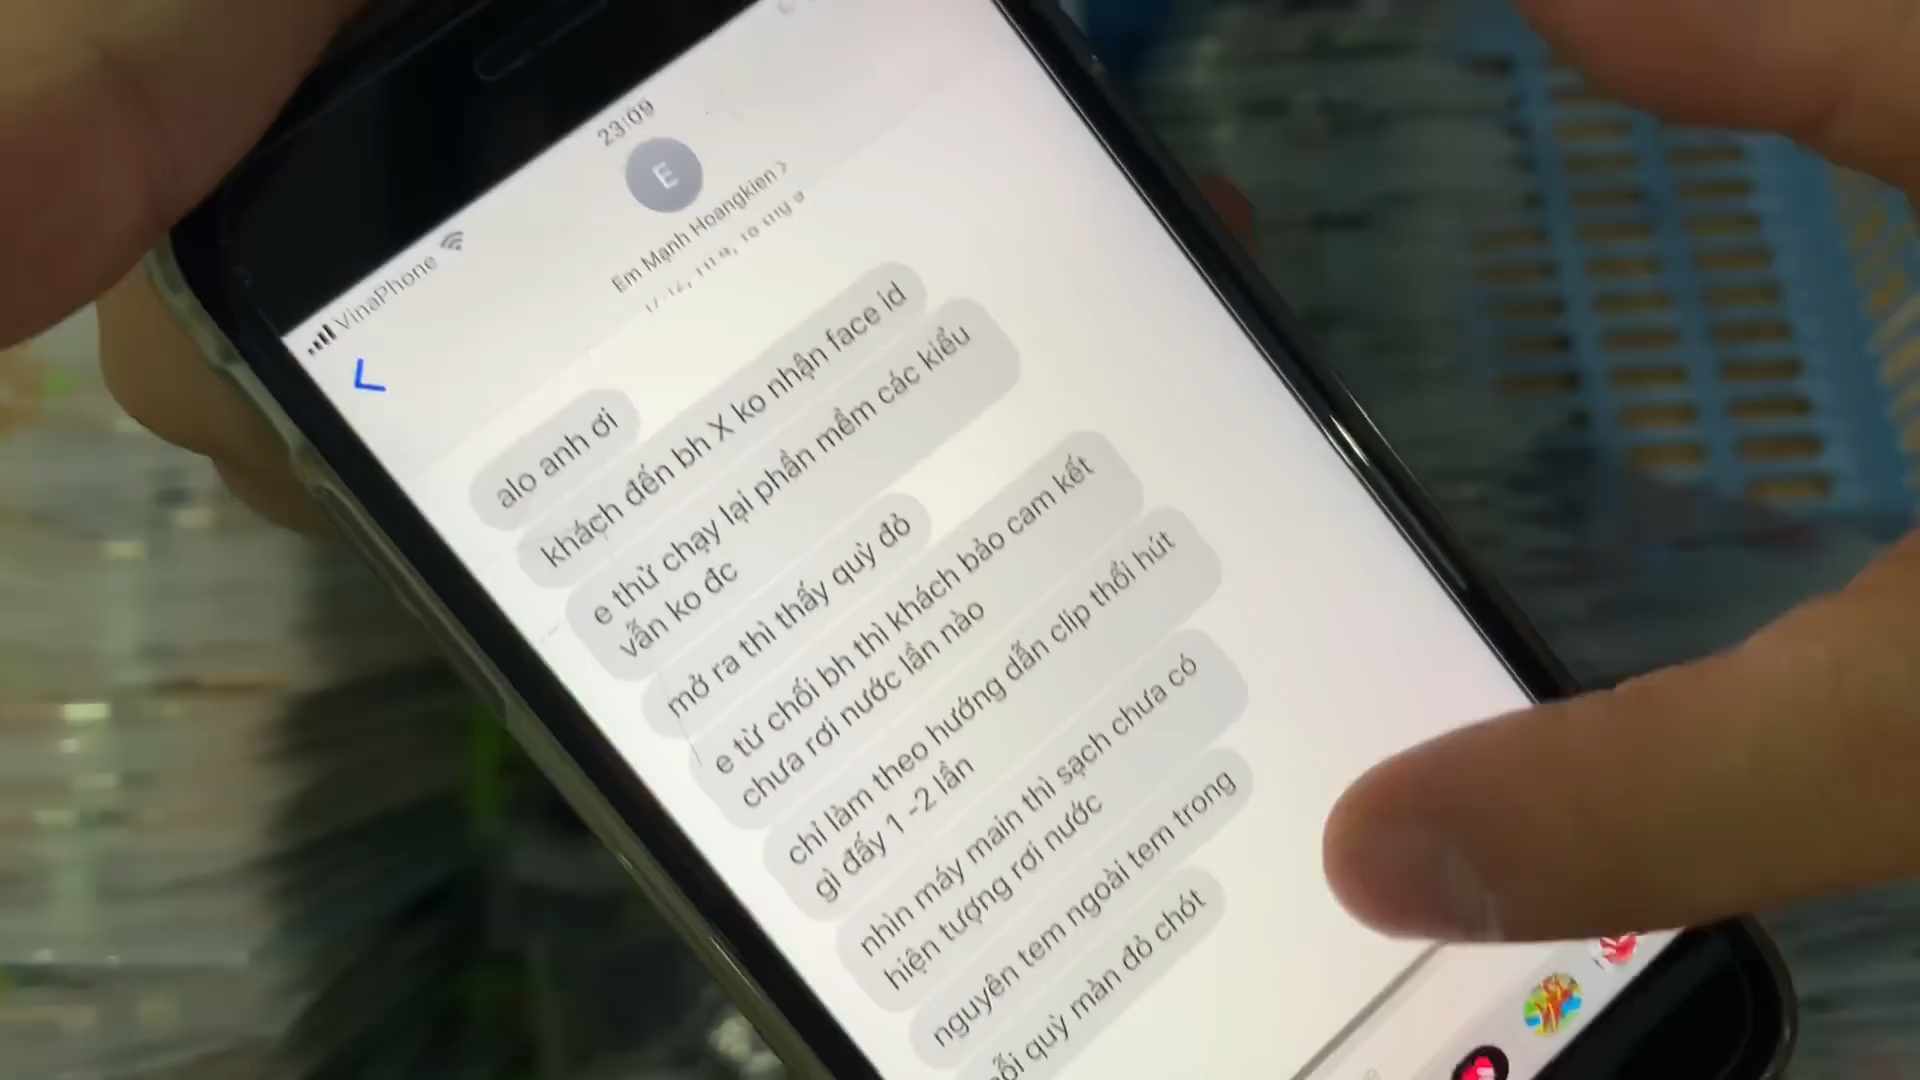 23:09
VinaPhone
E
Em Mạnh Hoangkien >
alo anh ơi
khách đến bh X ko nhận face id
e thử chạy lại phần mềm các kiểu
vẫn ko đc
mở ra thì thấy quỳ đỏ
e từ chối bh thì khách bảo cam kết
chưa rơi nước lần nào
chỉ làm theo hướng dẫn clip thổi hút
gì đấy 1 -2 lần
nhìn máy main thì sạch chưa có
hiện tượng rơi nước
nguyên tem ngoài tem trong
quỳ màn đỏ chót